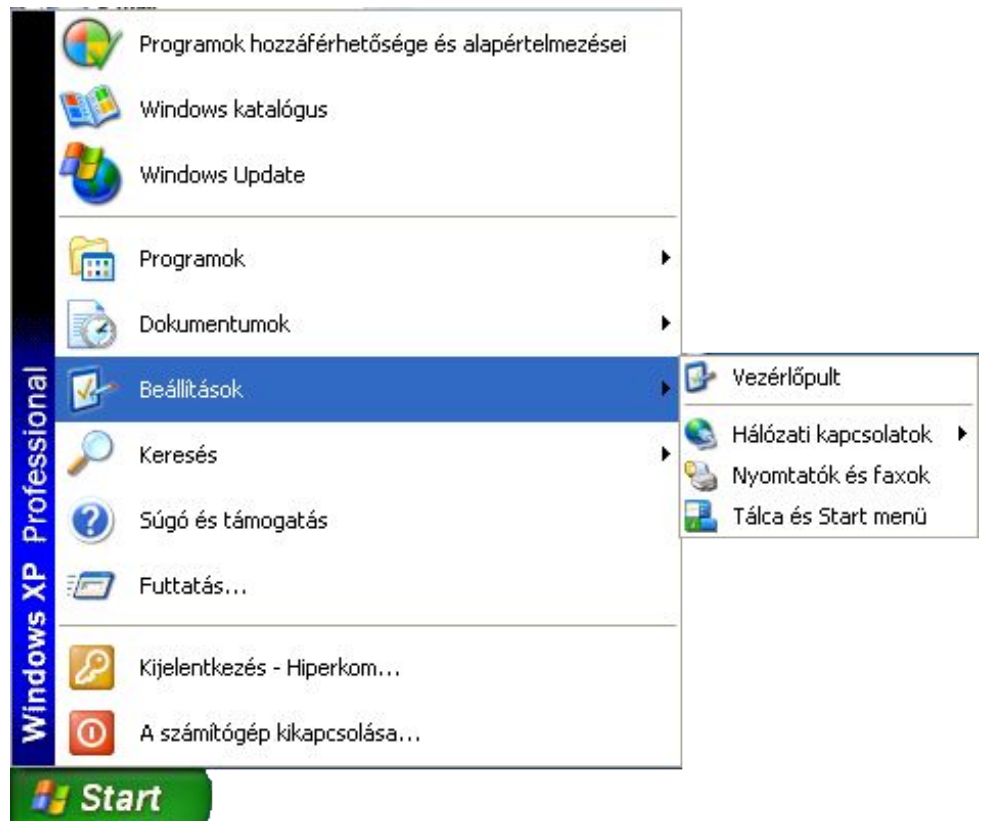 Programok hozzáférhetősége és alapértelmezései
Windows katalógus
Windows Update
Programok
Dokumentumok
Beállítások
Keresés
Súgó és támogatás
Futtatás...
Kijelentkezés - Hiperkom...
A számítógép kikapcsolása...
Windows XP Professional
Vezérlőpult
Hálózati kapcsolatok
Nyomtatók és faxok
Tálca és Start menü
Start